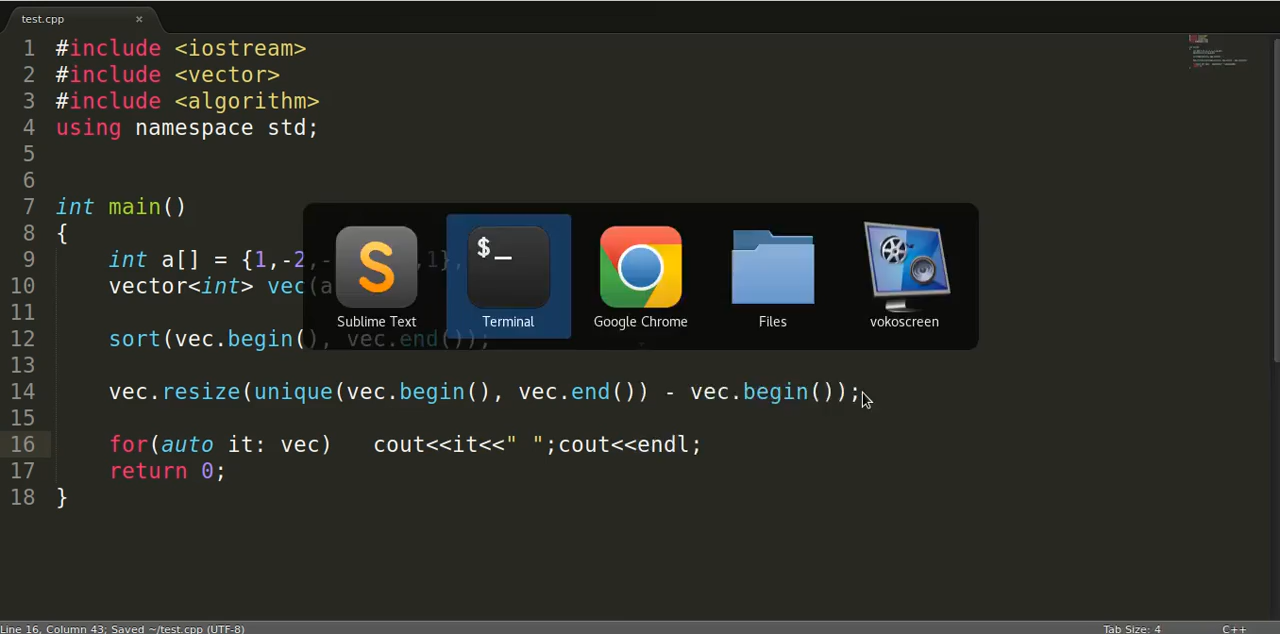 test.cpp ×
1 #include <iostream>
2 #include <vector>
3 #include <algorithm>
4 using namespace std;
5
6
7 int main()
8 {
9 int a[] = {1,-2,- ,1},
10 vector<int> vec(a
11
12 sort(vec.begin(), vec.end());
13
14 vec.resize(unique(vec.begin(), vec.end()) - vec.begin());
15
16 for(auto it: vec) cout<<it<<" ";cout<<endl;
17 return 0;
18 }
S
$_
Sublime Text Terminal Google Chrome Files vokoscreen
Line 16, Column 43; Saved ~/test.cpp (UTF-8) Tab Size: 4 C++